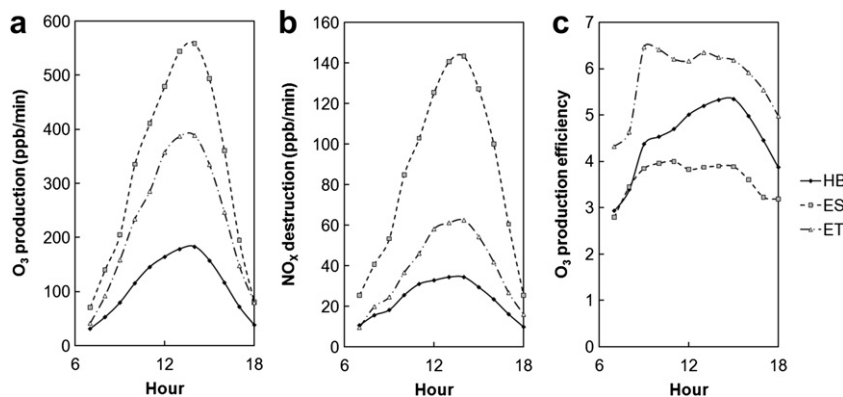 a
O3 production (ppb/min)
600
500
400
300
200
100
0
6
12
18
Hour
b
NOX destruction (ppb/min)
160
140
120
100
80
60
40
20
0
6
12
18
Hour
c
O3 production efficiency
7
6
5
4
3
2
1
0
6
12
18
Hour
HB
ES
ET